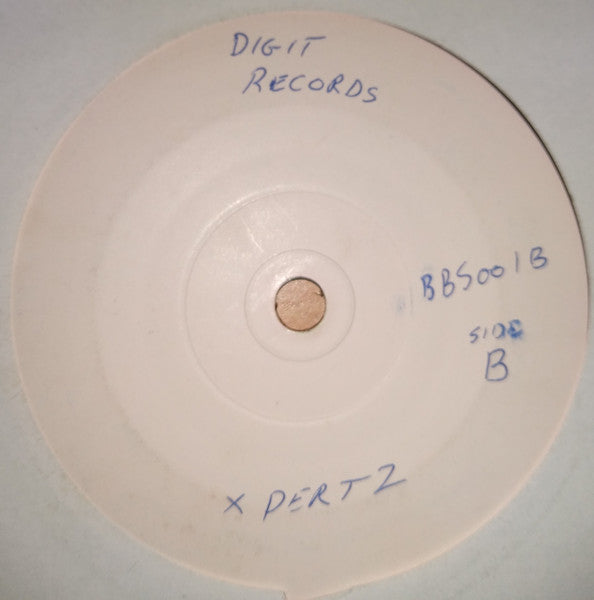 DIGIT
RECORDS
BBS001B
SIDE
B
X PERTZ